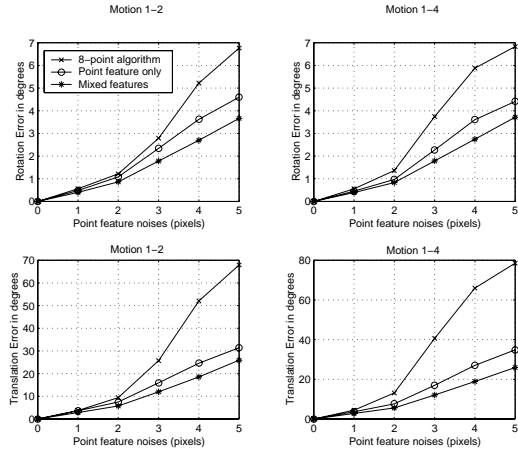 Motion 1−2
Rotation Error in degrees
7
6
5
4
3
2
1
0
8−point algorithm
Point feature only
Mixed features
0 1 2 3 4 5
Point feature noises (pixels)
Motion 1−4
Rotation Error in degrees
7
6
5
4
3
2
1
0
0 1 2 3 4 5
Point feature noises (pixels)
Motion 1−2
Translation Error in degrees
70
60
50
40
30
20
10
0
0 1 2 3 4 5
Point feature noises (pixels)
Motion 1−4
Translation Error in degrees
80
60
40
20
0
0 1 2 3 4 5
Point feature noises (pixels)